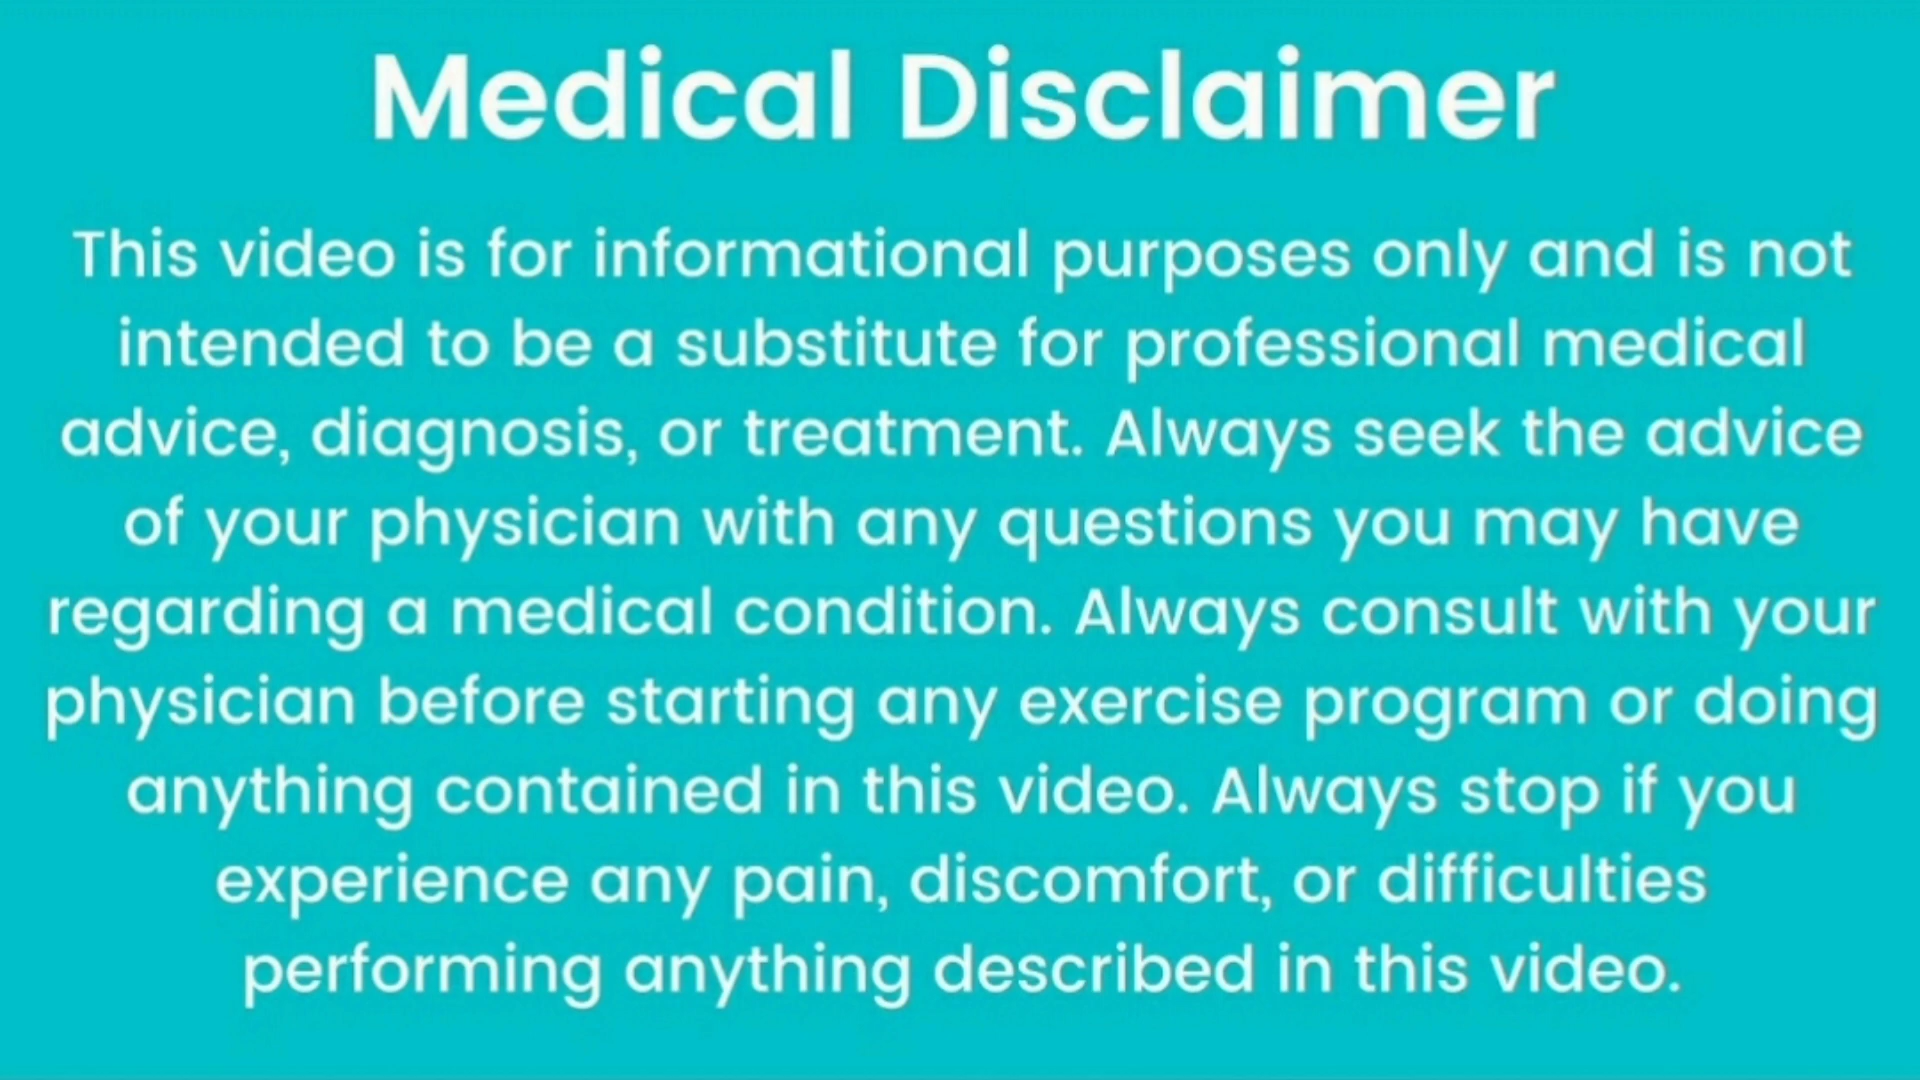 Medical Disclaimer
This video is for informational purposes only and is not
intended to be a substitute for professional medical
advice, diagnosis, or treatment. Always seek the advice
of your physician with any questions you may have
regarding a medical condition. Always consult with your
physician before starting any exercise program or doing
anything contained in this video. Always stop if you
experience any pain, discomfort, or difficulties
performing anything described in this video.